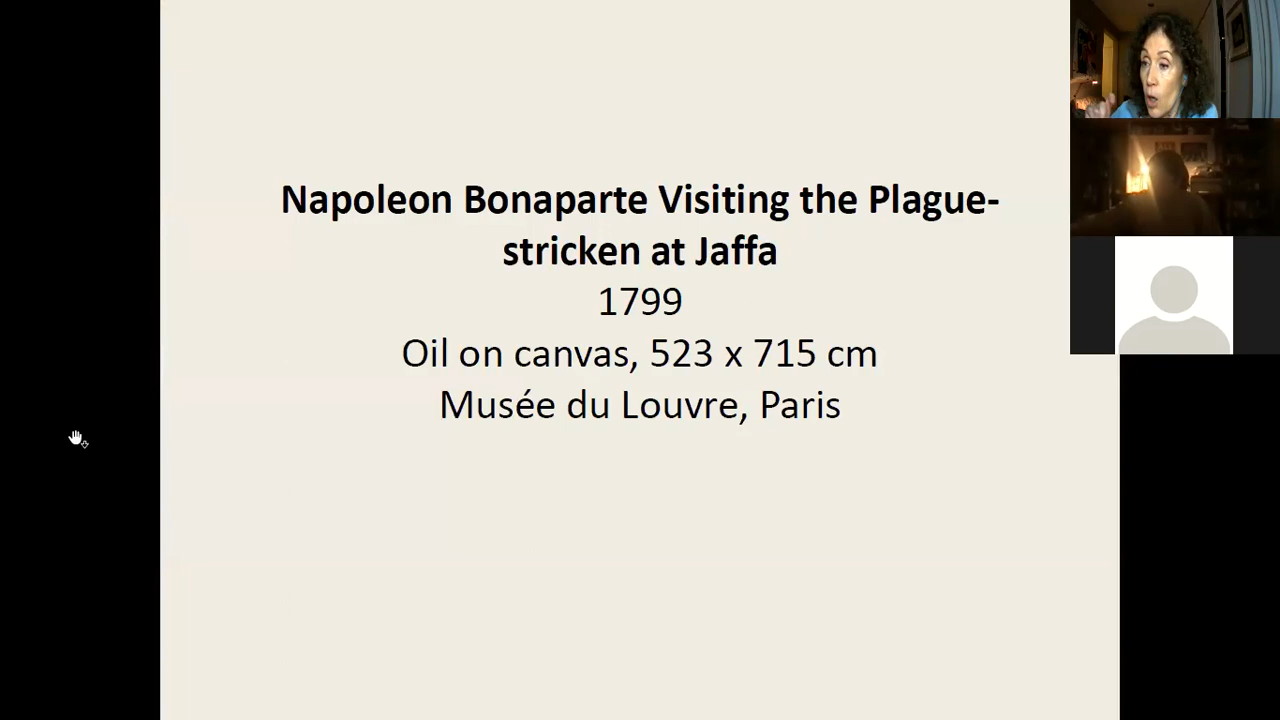 Napoleon Bonaparte Visiting the Plague-
stricken at Jaffa
1799
Oil on canvas, 523 x 715 cm
Musée du Louvre, Paris